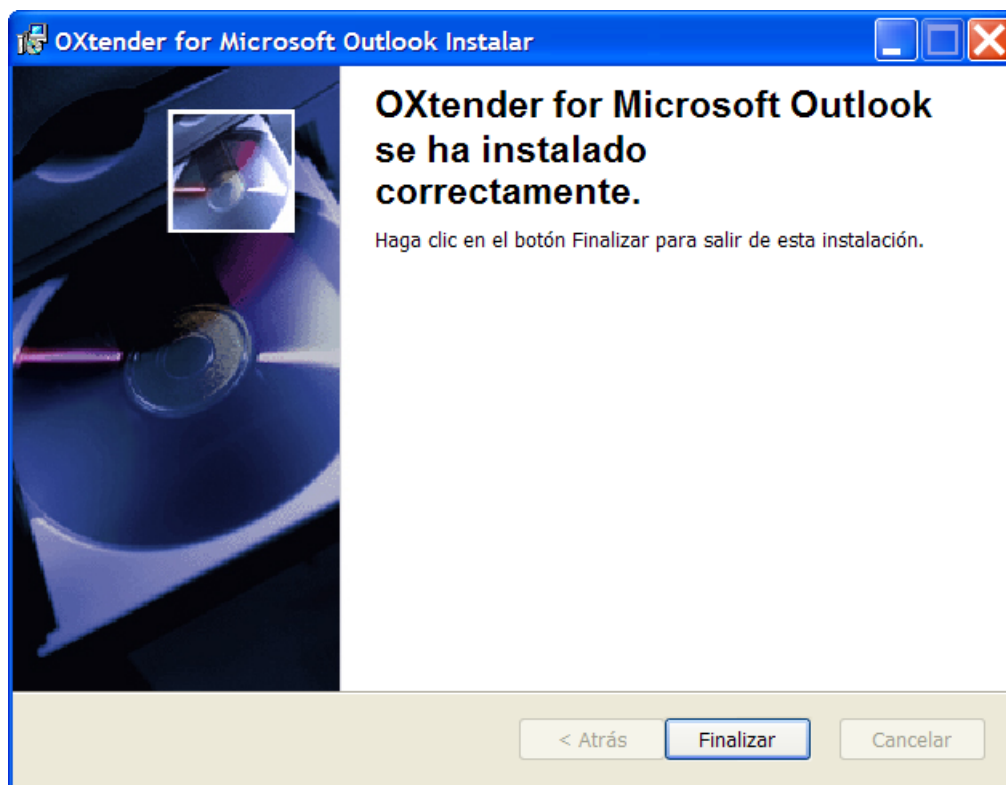 OXtender for Microsoft Outlook Instalar
OXtender for Microsoft Outlook
se ha instalado
correctamente.
Haga clic en el botón Finalizar para salir de esta instalación.
< Atrás
Finalizar
Cancelar